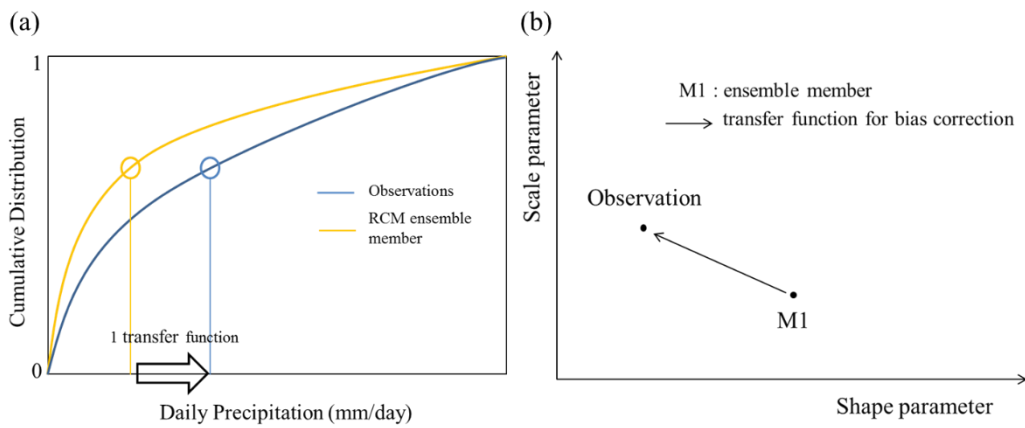 (a)
1
Cumulative Distribution
Observations
RCM ensemble
member
1 transfer function
0
Daily Precipitation (mm/day)
(b)
Scale parameter
M1 : ensemble member
transfer function for bias correction
Observation
M1
Shape parameter